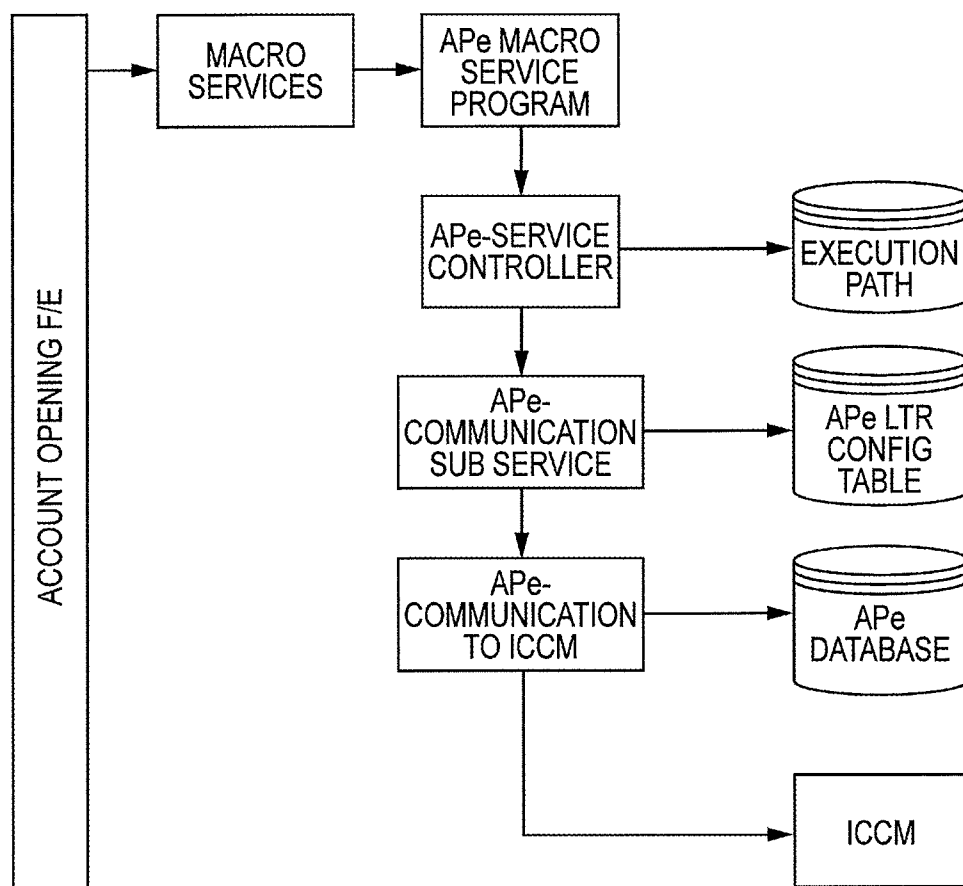 ACCOUNT OPENING F/E
MACRO
SERVICES
APe MACRO
SERVICE
PROGRAM
APe-SERVICE
CONTROLLER
EXECUTION
PATH
APe-
COMMUNICATION
SUB SERVICE
APe LTR
CONFIG
TABLE
APe-
COMMUNICATION
TO ICCM
APe
DATABASE
ICCM